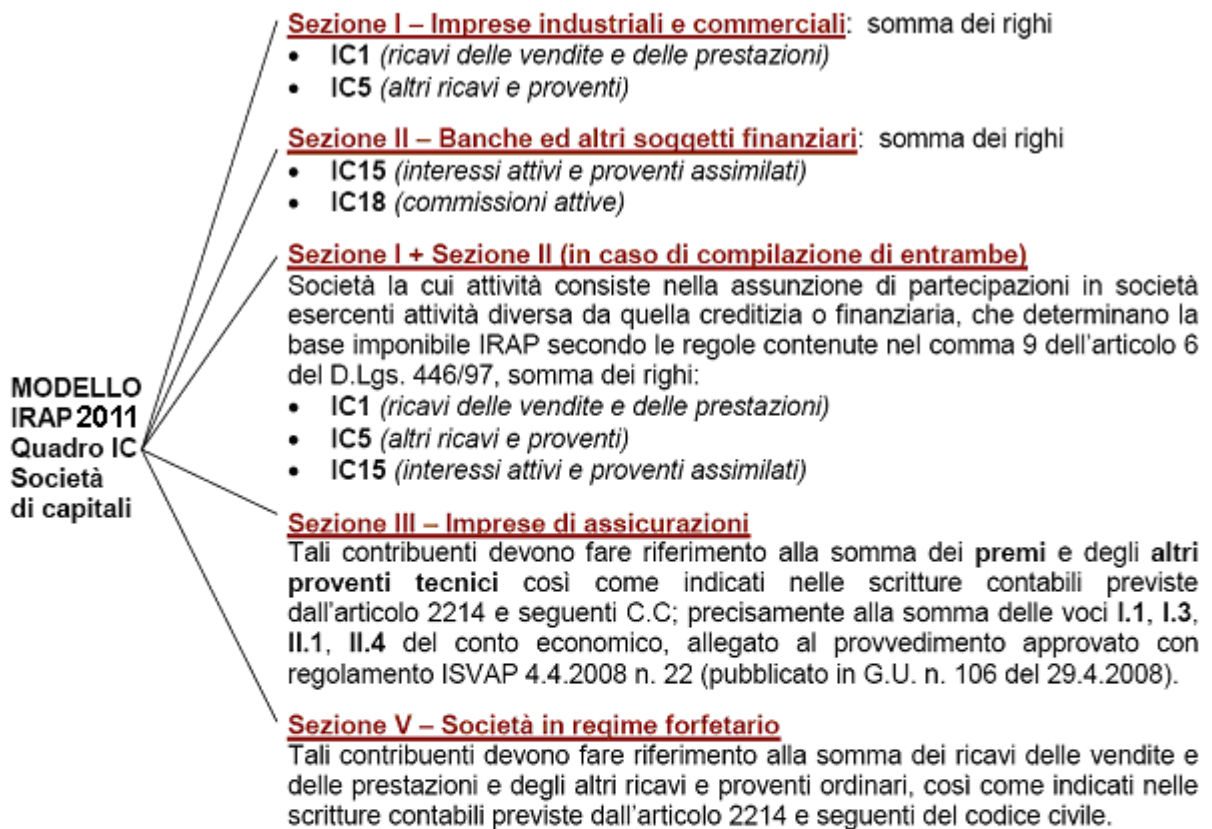 Sezione I – Imprese industriali e commerciali: somma dei righi
• IC1 (ricavi delle vendite e delle prestazioni)
• IC5 (altri ricavi e proventi)
Sezione II – Banche ed altri soggetti finanziari: somma dei righi
• IC15 (interessi attivi e proventi assimilati)
• IC18 (commissioni attive)
Sezione I + Sezione II (in caso di compilazione di entrambe)
Società la cui attività consiste nella assunzione di partecipazioni in società
esercenti attività diversa da quella creditizia o finanziaria, che determinano la
base imponibile IRAP secondo le regole contenute nel comma 9 dell'articolo 6
del D.Lgs. 446/97, somma dei righi:
• IC1 (ricavi delle vendite e delle prestazioni)
• IC5 (altri ricavi e proventi)
• IC15 (interessi attivi e proventi assimilati)
MODELLO
IRAP 2011
Quadro IC
Società
di capitali
Sezione III – Imprese di assicurazioni
Tali contribuenti devono fare riferimento alla somma dei premi e degli altri
proventi tecnici così come indicati nelle scritture contabili previste
dall'articolo 2214 e seguenti C.C; precisamente alla somma delle voci I.1, I.3,
II.1, II.4 del conto economico, allegato al provvedimento approvato con
regolamento ISVAP 4.4.2008 n. 22 (pubblicato in G.U. n. 106 del 29.4.2008).
Sezione V – Società in regime forfetario
Tali contribuenti devono fare riferimento alla somma dei ricavi delle vendite e
delle prestazioni e degli altri ricavi e proventi ordinari, così come indicati nelle
scritture contabili previste dall'articolo 2214 e seguenti del codice civile.